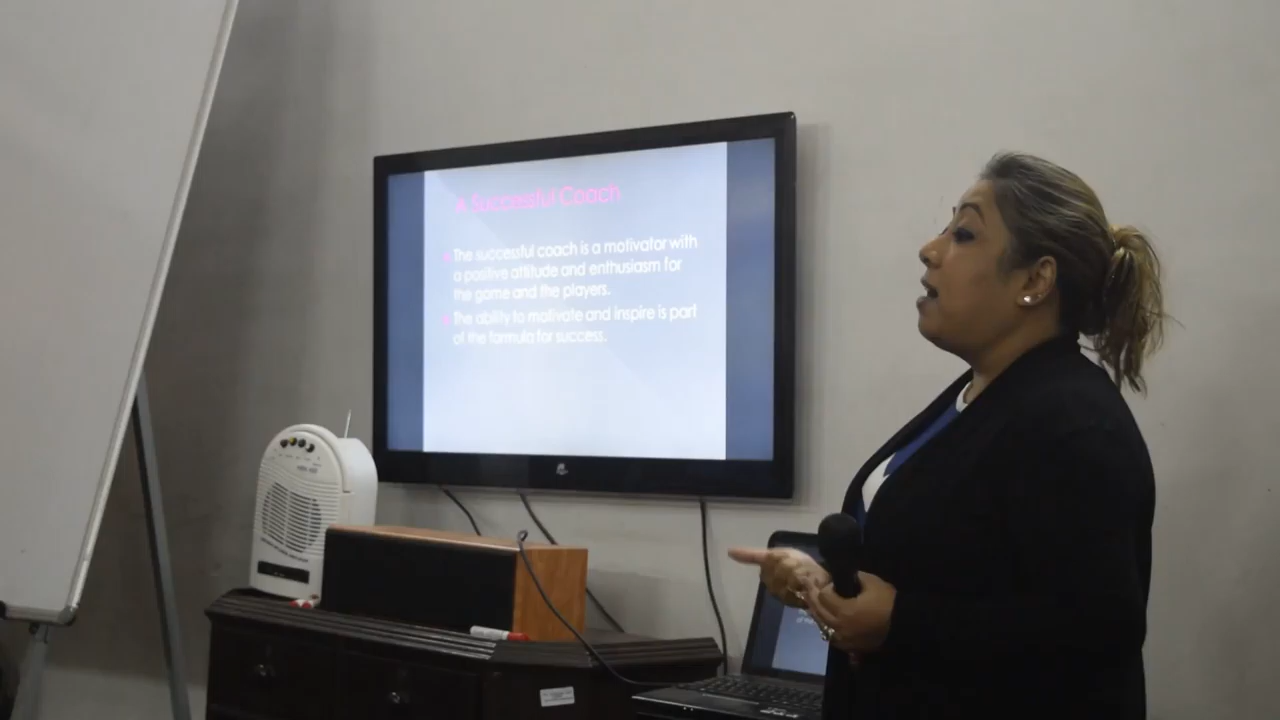 A Successful Coach
The successful coach is a motivator with
a positive attitude and enthusiasm for
the game and the players.
The ability to motivate and inspire is part
of the formula for success.